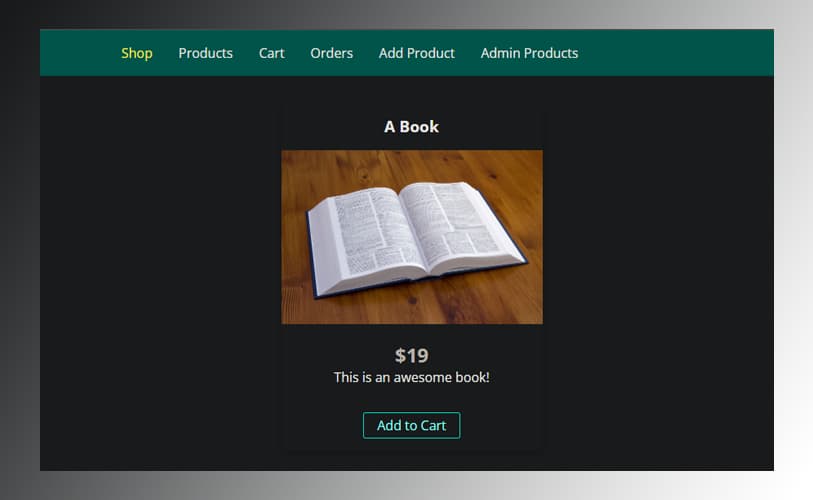 Shop Products Cart Orders Add Product Admin Products
A Book
$19
This is an awesome book!
Add to Cart